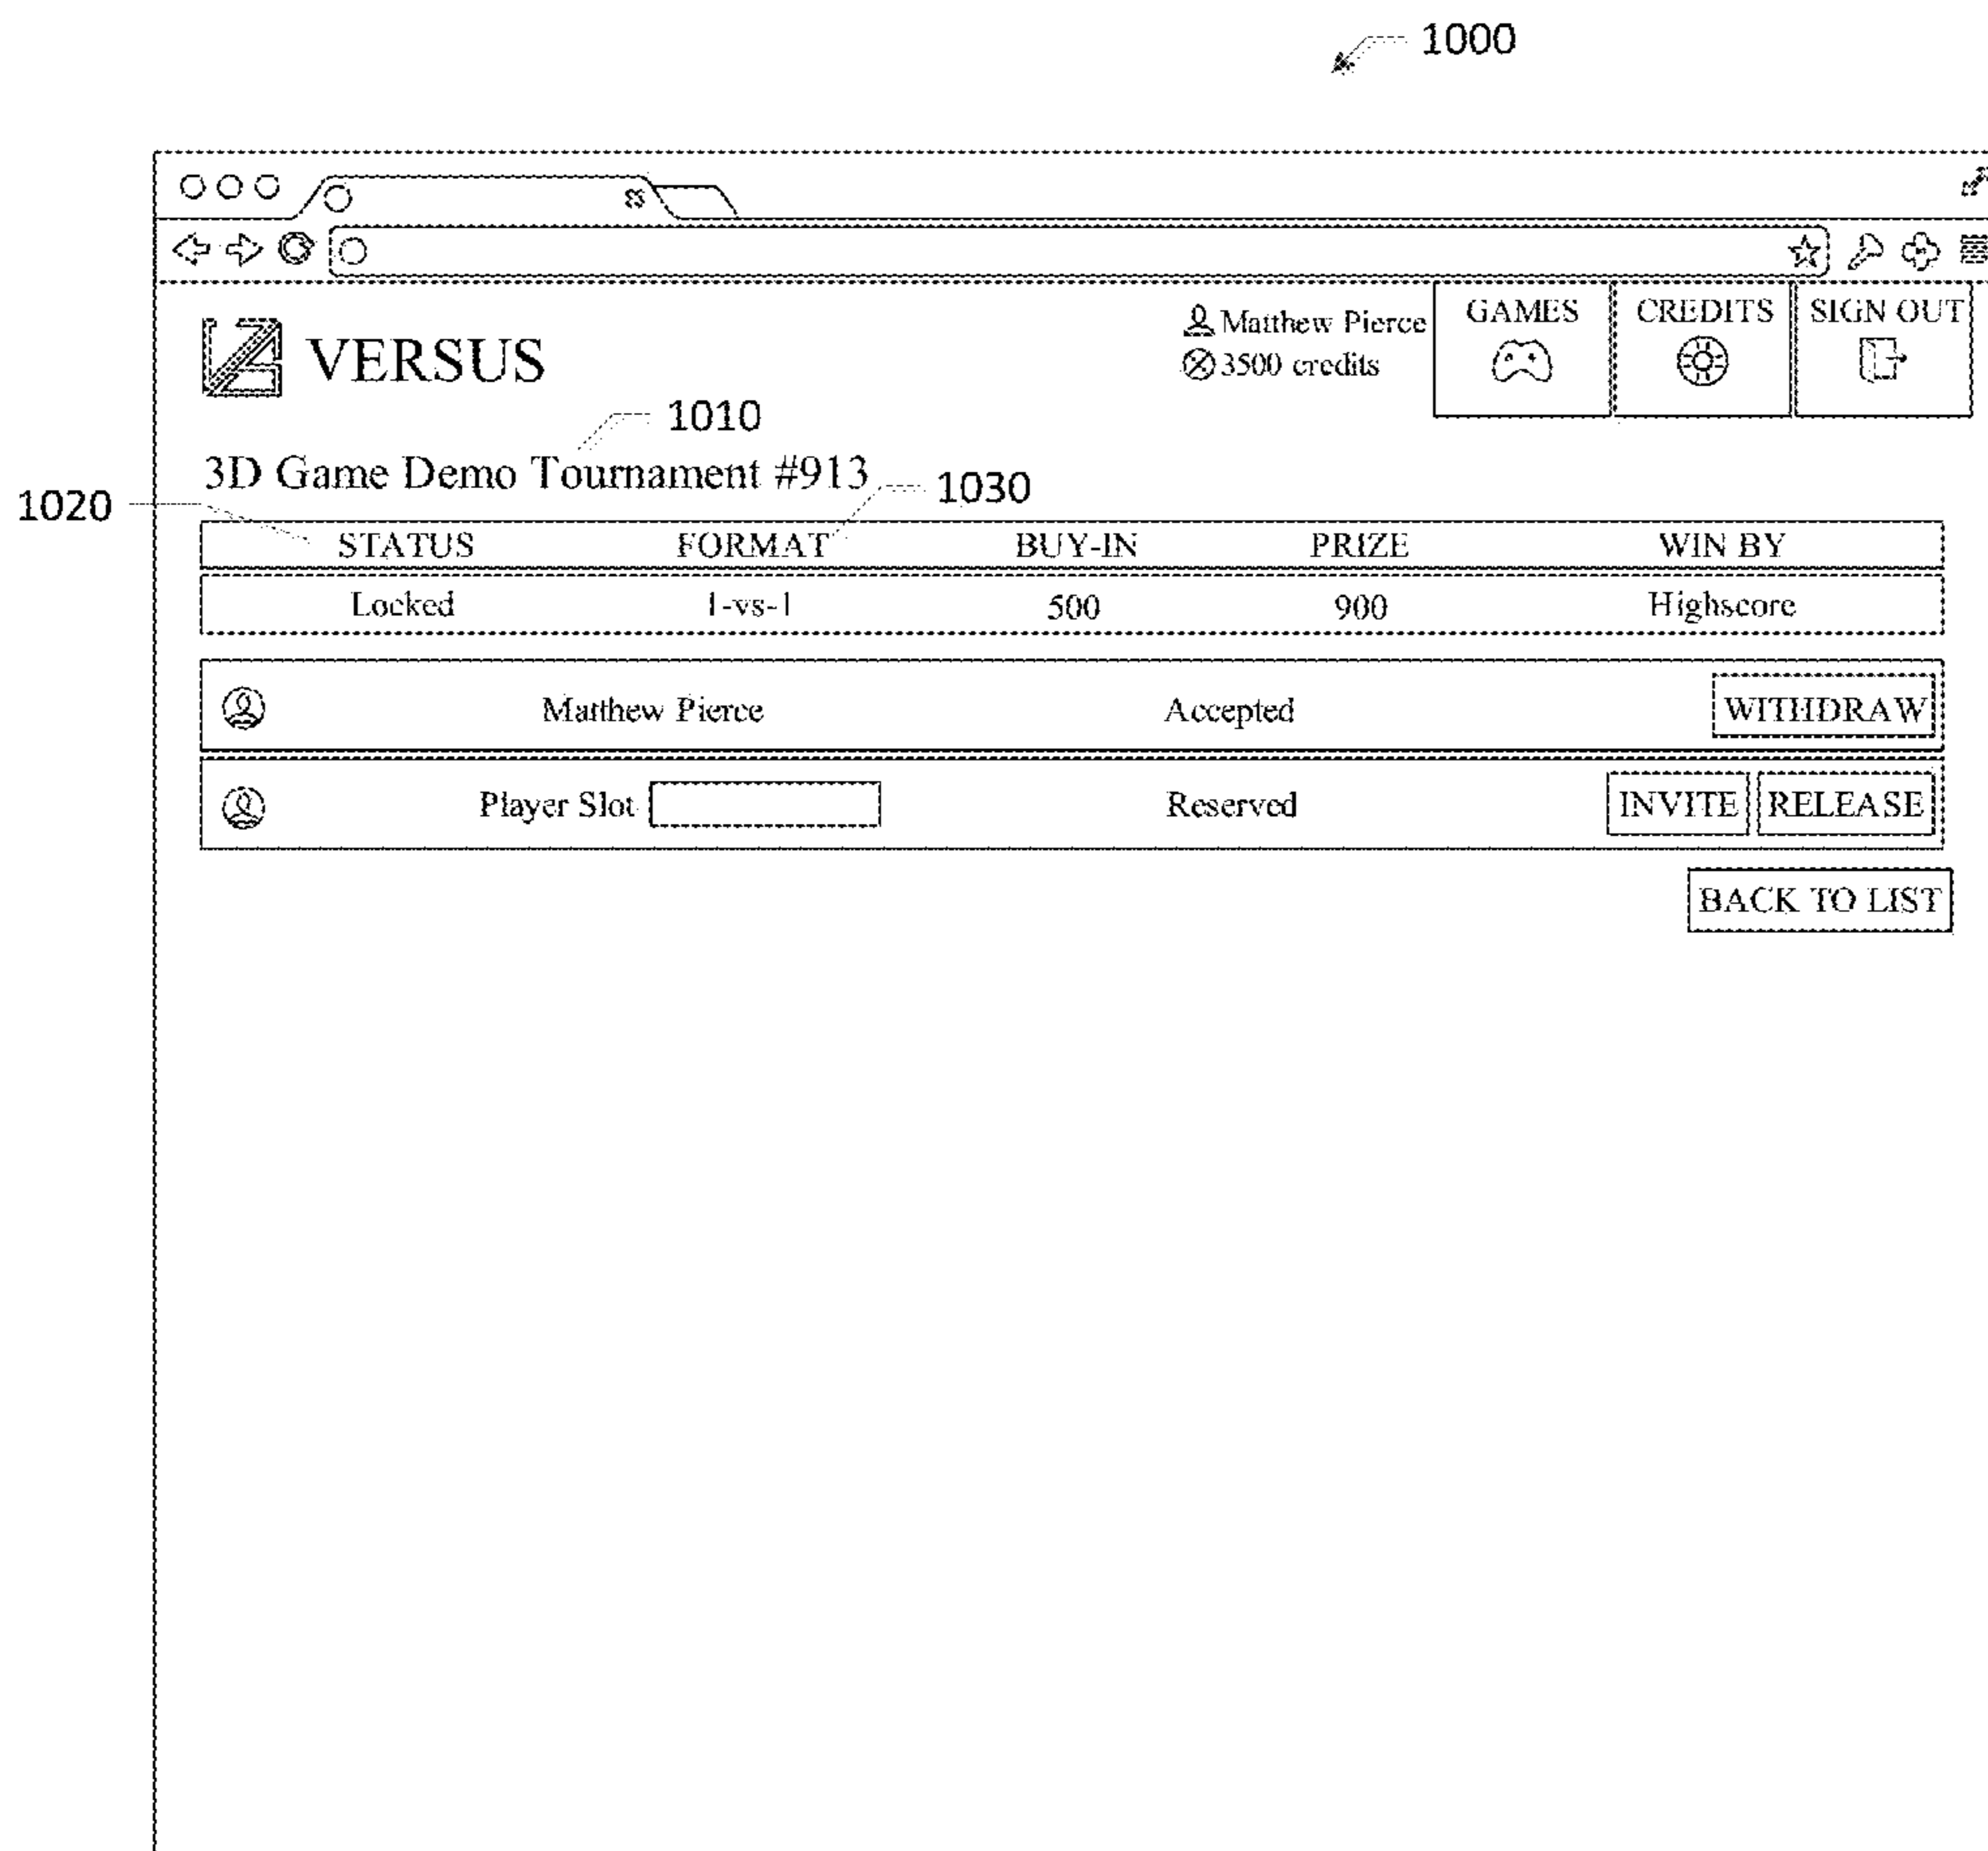 1000
Matthew Pierce GAMES CREDITS SIGN OUT
VERSUS 3500 credits
1010
3D Game Demo Tournament #913
1020 1030
STATUS FORMAT BUY-IN PRIZE WIN BY
Locked 1-vs-1 500 900 Highscore
Matthew Pierce Accepted WITHDRAW
Player Slot Reserved INVITE RELEASE
BACK TO LIST